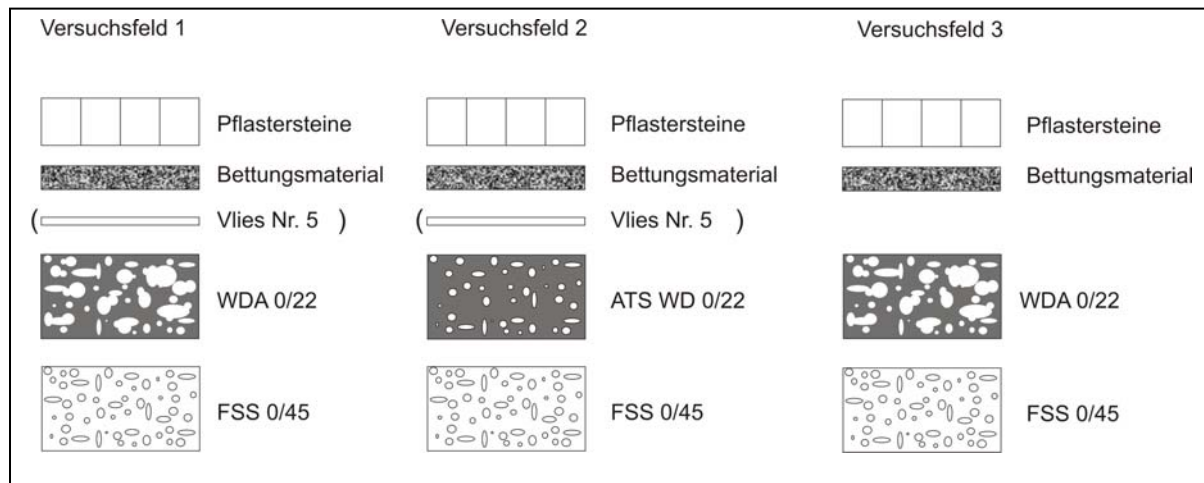 Versuchsfeld 1
Versuchsfeld 2
Versuchsfeld 3
Pflastersteine
Pflastersteine
Pflastersteine
Bettungsmaterial
Bettungsmaterial
Bettungsmaterial
( Vlies Nr. 5 )
( Vlies Nr. 5 )
WDA 0/22
ATS WD 0/22
WDA 0/22
FSS 0/45
FSS 0/45
FSS 0/45